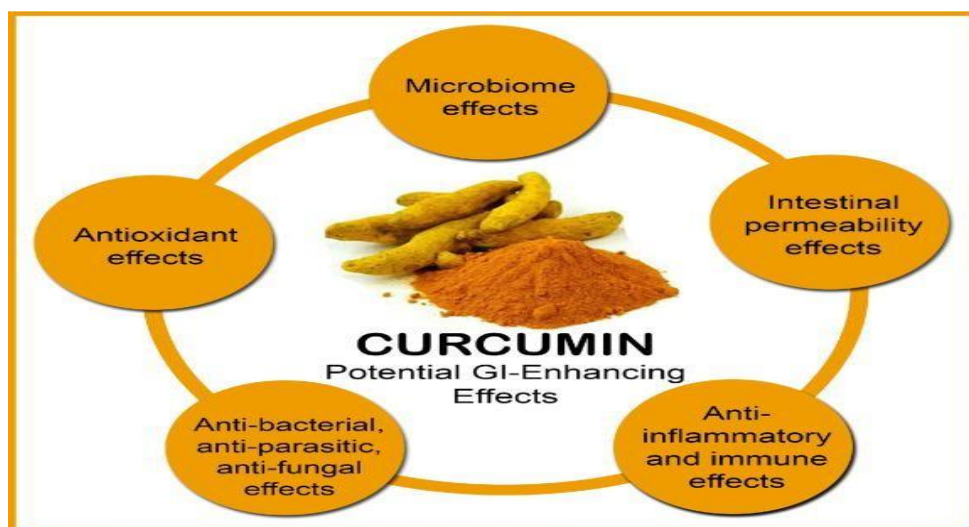 Microbiome
effects
Antioxidant
effects
Intestinal
permeability
effects
CURCUMIN
Potential GI-Enhancing
Effects
Anti-bacterial,
anti-parasitic,
anti-fungal
effects
Anti-
inflammatory
and immune
effects